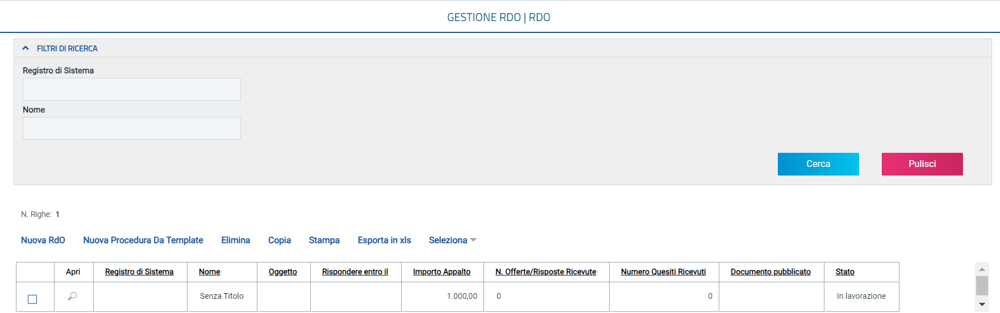 GESTIONE RDO | RDO
FILTRI DI RICERCA
Registro di Sistema
Nome
Cerca Pulisci
N. Righe: 1
Nuova RdO Nuova Procedura Da Template Elimina Copia Stampa Esporta in xls Seleziona
Apri Registro di Sistema Nome Oggetto Rispondere entro il Importo Appalto N. Offerte/Risposte Ricevute Numero Quesiti Ricevuti Documento pubblicato Stato
Senza Titolo 1.000,00 0 0 In lavorazione